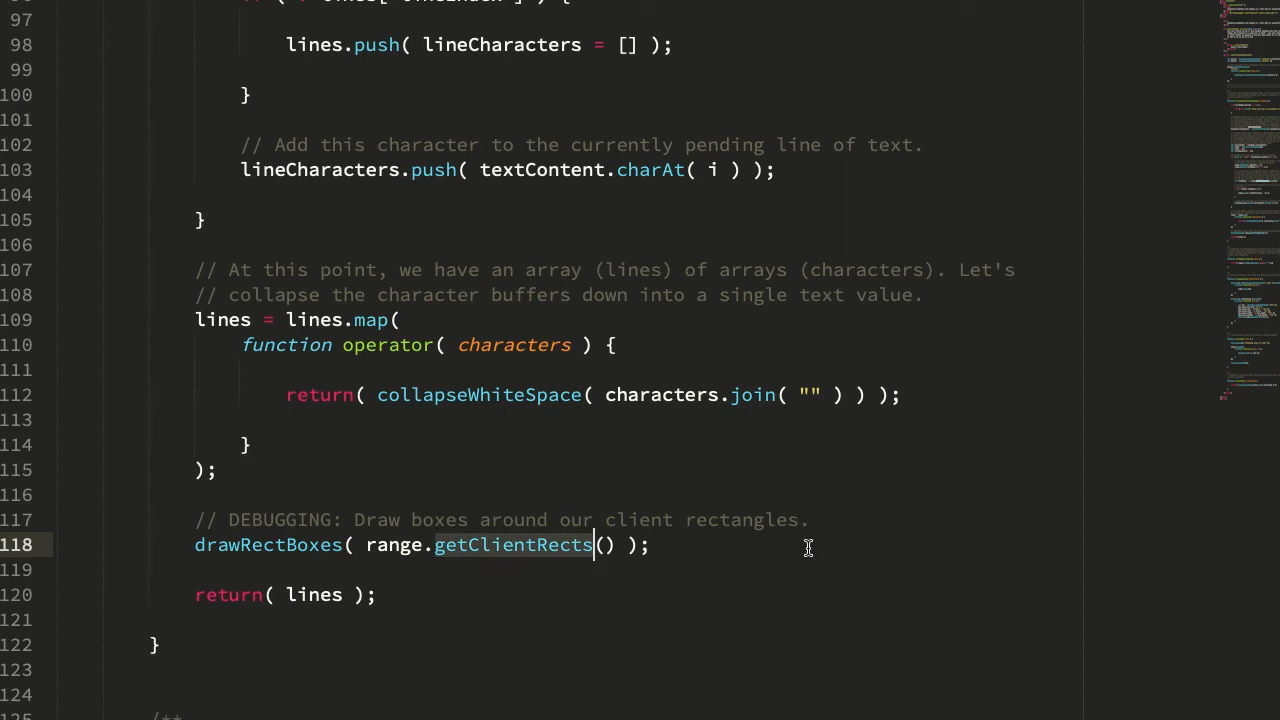 97
98 lines.push( lineCharacters = [] );
99
100 }
101
102 // Add this character to the currently pending line of text.
103 lineCharacters.push( textContent.charAt( i ) );
104
105 }
106
107 // At this point, we have an array (lines) of arrays (characters). Let's
108 // collapse the character buffers down into a single text value.
109 lines = lines.map(
110 function operator( characters ) {
111
112 return( collapseWhiteSpace( characters.join( "" ) ) );
113
114 }
115 );
116
117 // DEBUGGING: Draw boxes around our client rectangles.
118 drawRectBoxes( range.getClientRects() );
119
120 return( lines );
121
122 }
123
124
125 /**